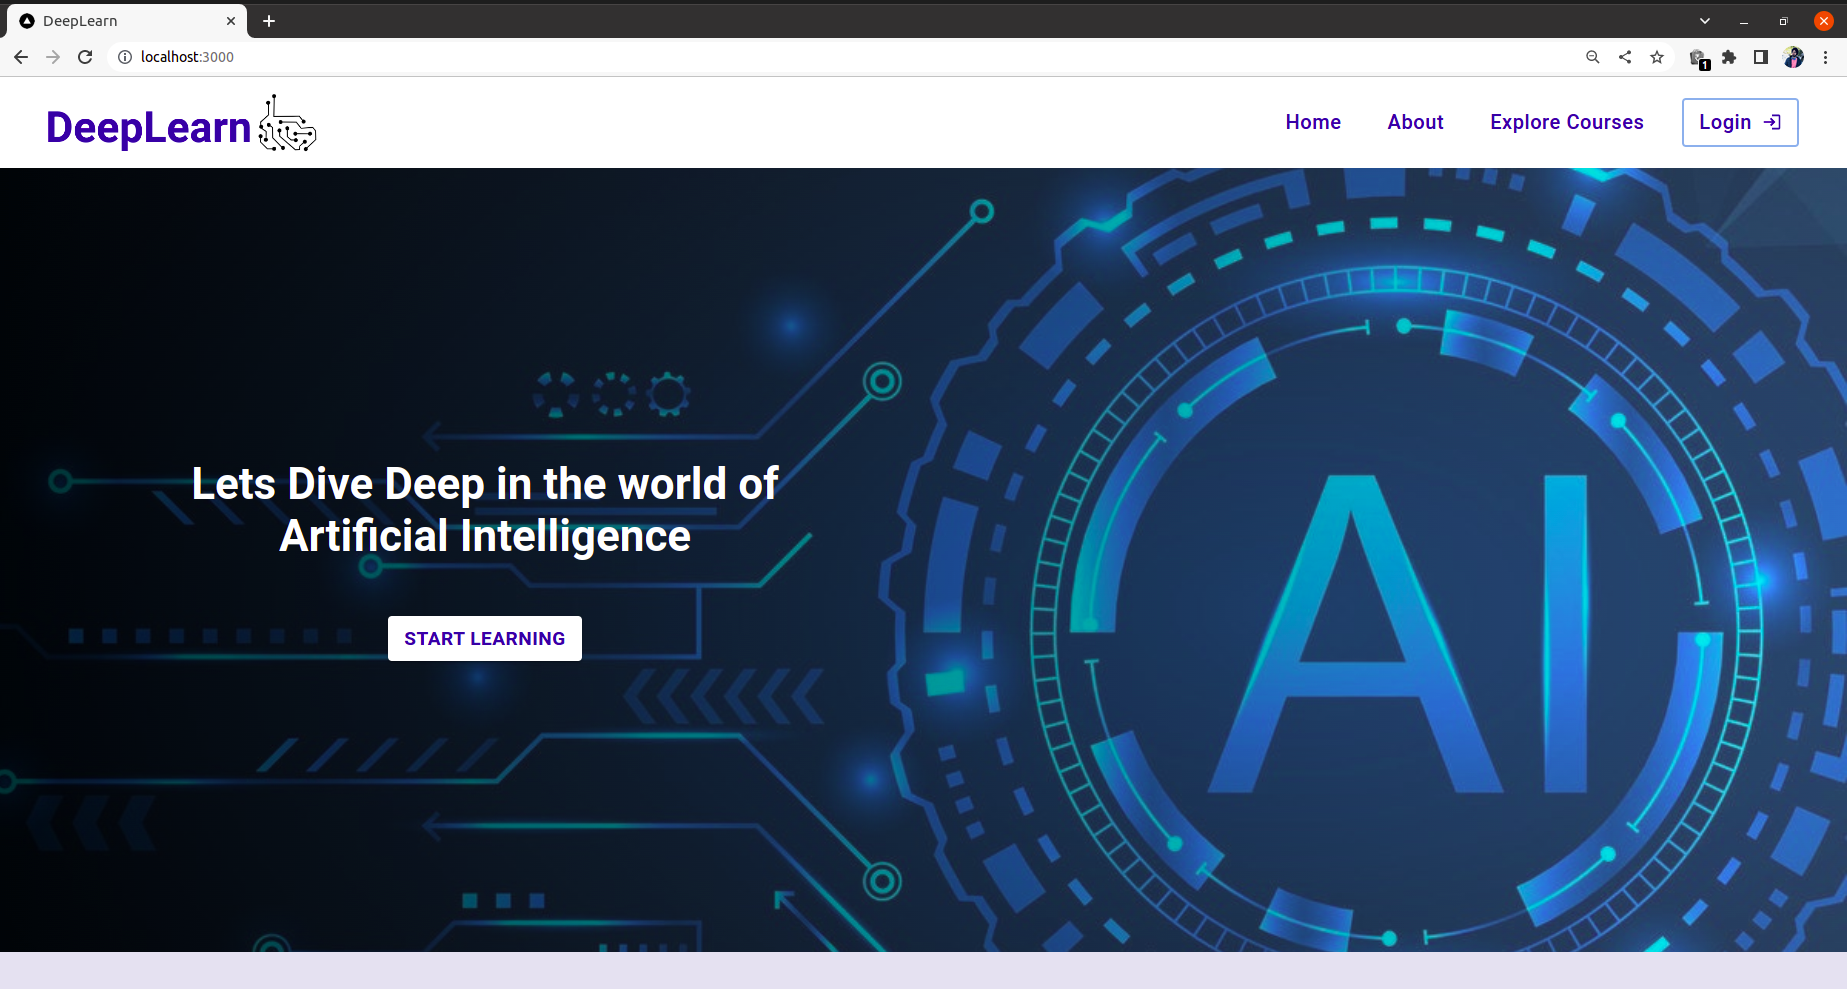 DeepLearn
localhost:3000
1
DeepLearn
Home
About
Explore Courses
Login
AI
Lets Dive Deep in the world of
Artificial Intelligence
START LEARNING